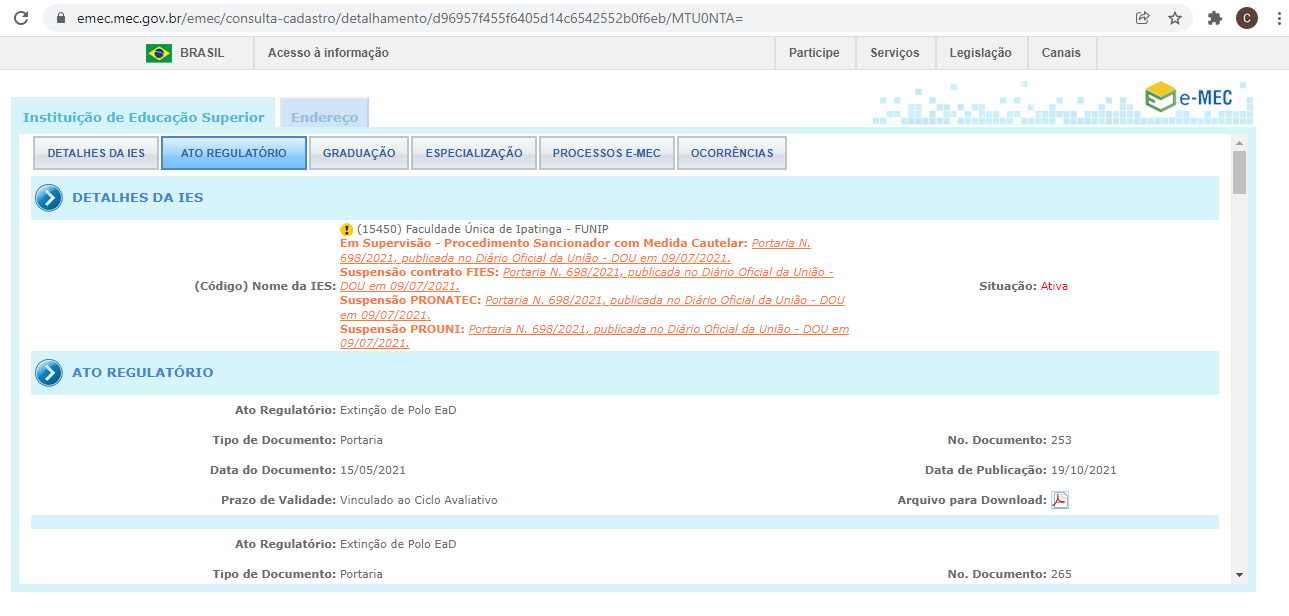 emec.mec.gov.br/emec/consulta-cadastro/detalhamento/d96957f455f6405d14c6542552b0f6eb/MTU0NTA=
C
BRASIL
Acesso à informação
Participe
Serviços
Legislação
Canais
e-MEC
Instituição de Educação Superior
Endereço
DETALHES DA IES
ATO REGULATÓRIO
GRADUAÇÃO
ESPECIALIZAÇÃO
PROCESSOS E-MEC
OCORRÊNCIAS
DETALHES DA IES
(Código) Nome da IES:
(15450) Faculdade Única de Ipatinga - FUNIP
Em Supervisão - Procedimento Sancionador com Medida Cautelar: Portaria N.
698/2021, publicada no Diário Oficial da União - DOU em 09/07/2021.
Suspensão contrato FIES: Portaria N. 698/2021, publicada no Diário Oficial da União -
DOU em 09/07/2021.
Suspensão PRONATEC: Portaria N. 698/2021, publicada no Diário Oficial da União - DOU
em 09/07/2021.
Suspensão PROUNI: Portaria N. 698/2021, publicada no Diário Oficial da União - DOU em
09/07/2021.
Situação: Ativa
ATO REGULATÓRIO
Ato Regulatório: Extinção de Polo EaD
Tipo de Documento: Portaria
No. Documento: 253
Data do Documento: 15/05/2021
Data de Publicação: 19/10/2021
Prazo de Validade: Vinculado ao Ciclo Avaliativo
Arquivo para Download:
Ato Regulatório: Extinção de Polo EaD
Tipo de Documento: Portaria
No. Documento: 265